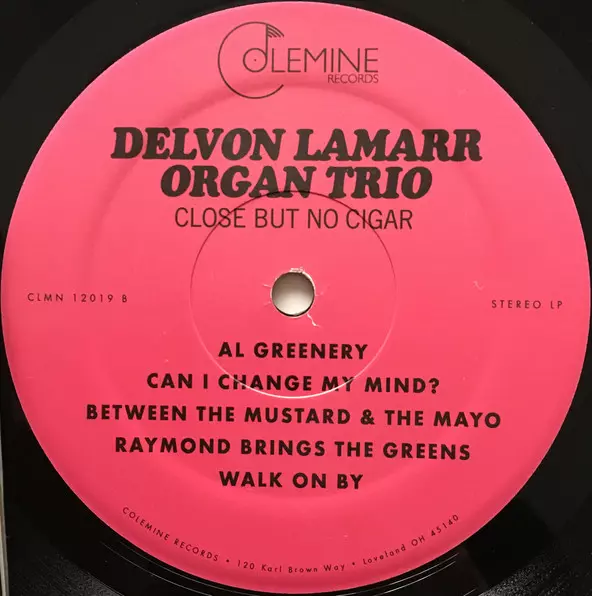 COLEMINE
RECORDS
DELVON LAMARR
ORGAN TRIO
CLOSE BUT NO CIGAR
CLMN 12019 B
STEREO LP
AL GREENERY
CAN I CHANGE MY MIND?
BETWEEN THE MUSTARD & THE MAYO
RAYMOND BRINGS THE GREENS
WALK ON BY
COLEMINE RECORDS • 120 Karl Brown Way • Loveland OH 45140